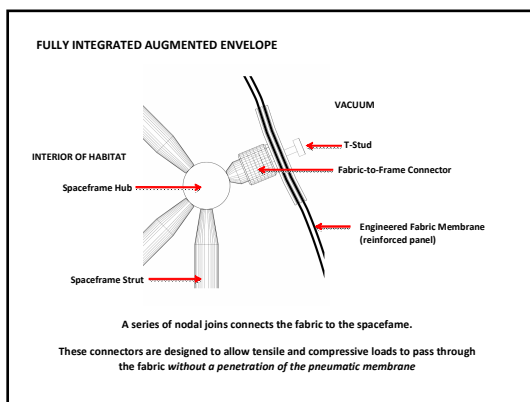 FULLY INTEGRATED AUGMENTED ENVELOPE
VACUUM
T-Stud
INTERIOR OF HABITAT
Fabric-to-Frame Connector
Spaceframe Hub
Engineered Fabric Membrane
(reinforced panel)
Spaceframe Strut
A series of nodal joins connects the fabric to the spacefame.
These connectors are designed to allow tensile and compressive loads to pass through
the fabric without a penetration of the pneumatic membrane